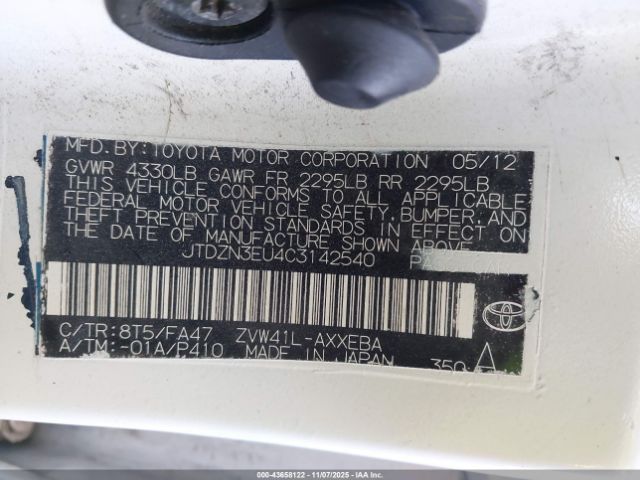 MFD. BY: TOYOTA MOTOR CORPORATION 05/12
GVWR 4330LB GAWR FR 2295LB RR 2295LB
THIS VEHICLE CONFORMS TO ALL APPLICABLE
FEDERAL MOTOR VEHICLE SAFETY, BUMPER, AND
THEFT PREVENTION STANDARDS IN EFFECT ON
THE DATE OF MANUFACTURE SHOWN ABOVE.
JTDZN3EU4C3142540
C/TR: 8T5/FA47 ZVW41L-AXXEBA
A/TM: -01A/P410 MADE IN JAPAN 350
000-43658122 - 11/07/2025 - IAA